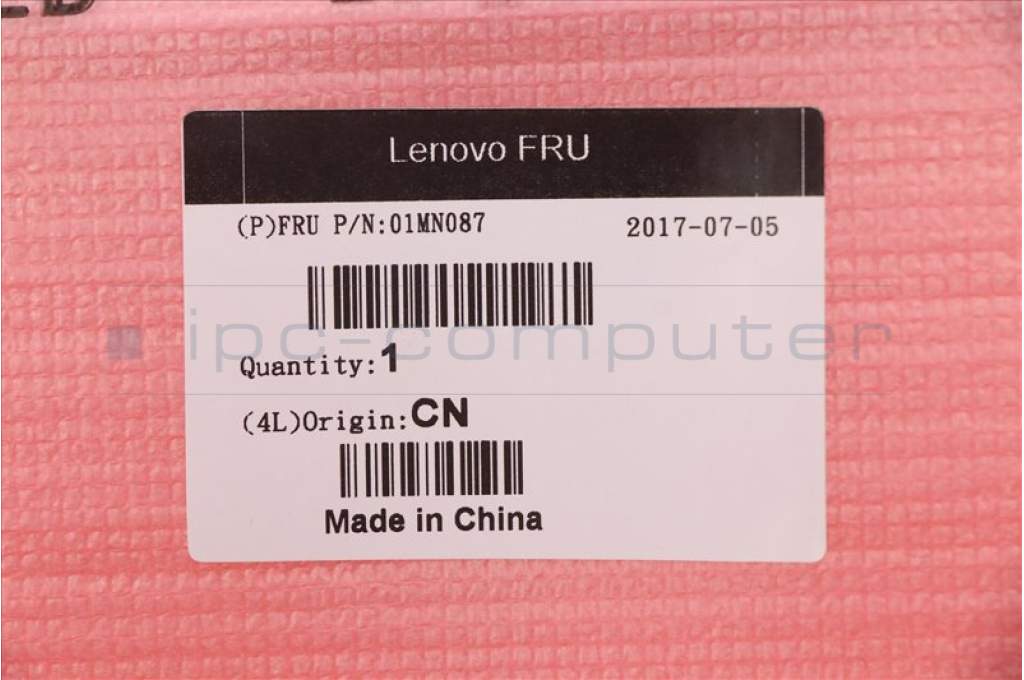 Lenovo FRU
(P)FRU P/N:01MN087
2017-07-05
ipc-computer
Quantity:1
(4L)Origin:CN
Made in China